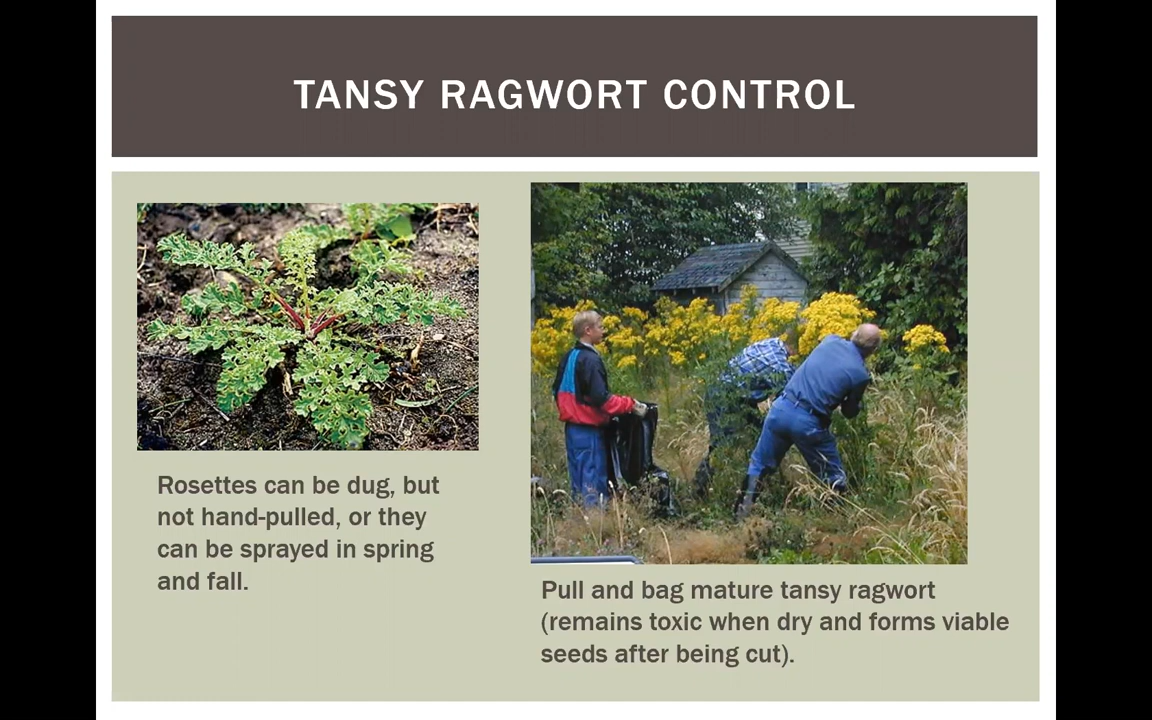 TANSY RAGWORT CONTROL
Rosettes can be dug, but
not hand-pulled, or they
can be sprayed in spring
and fall.
Pull and bag mature tansy ragwort
(remains toxic when dry and forms viable
seeds after being cut).